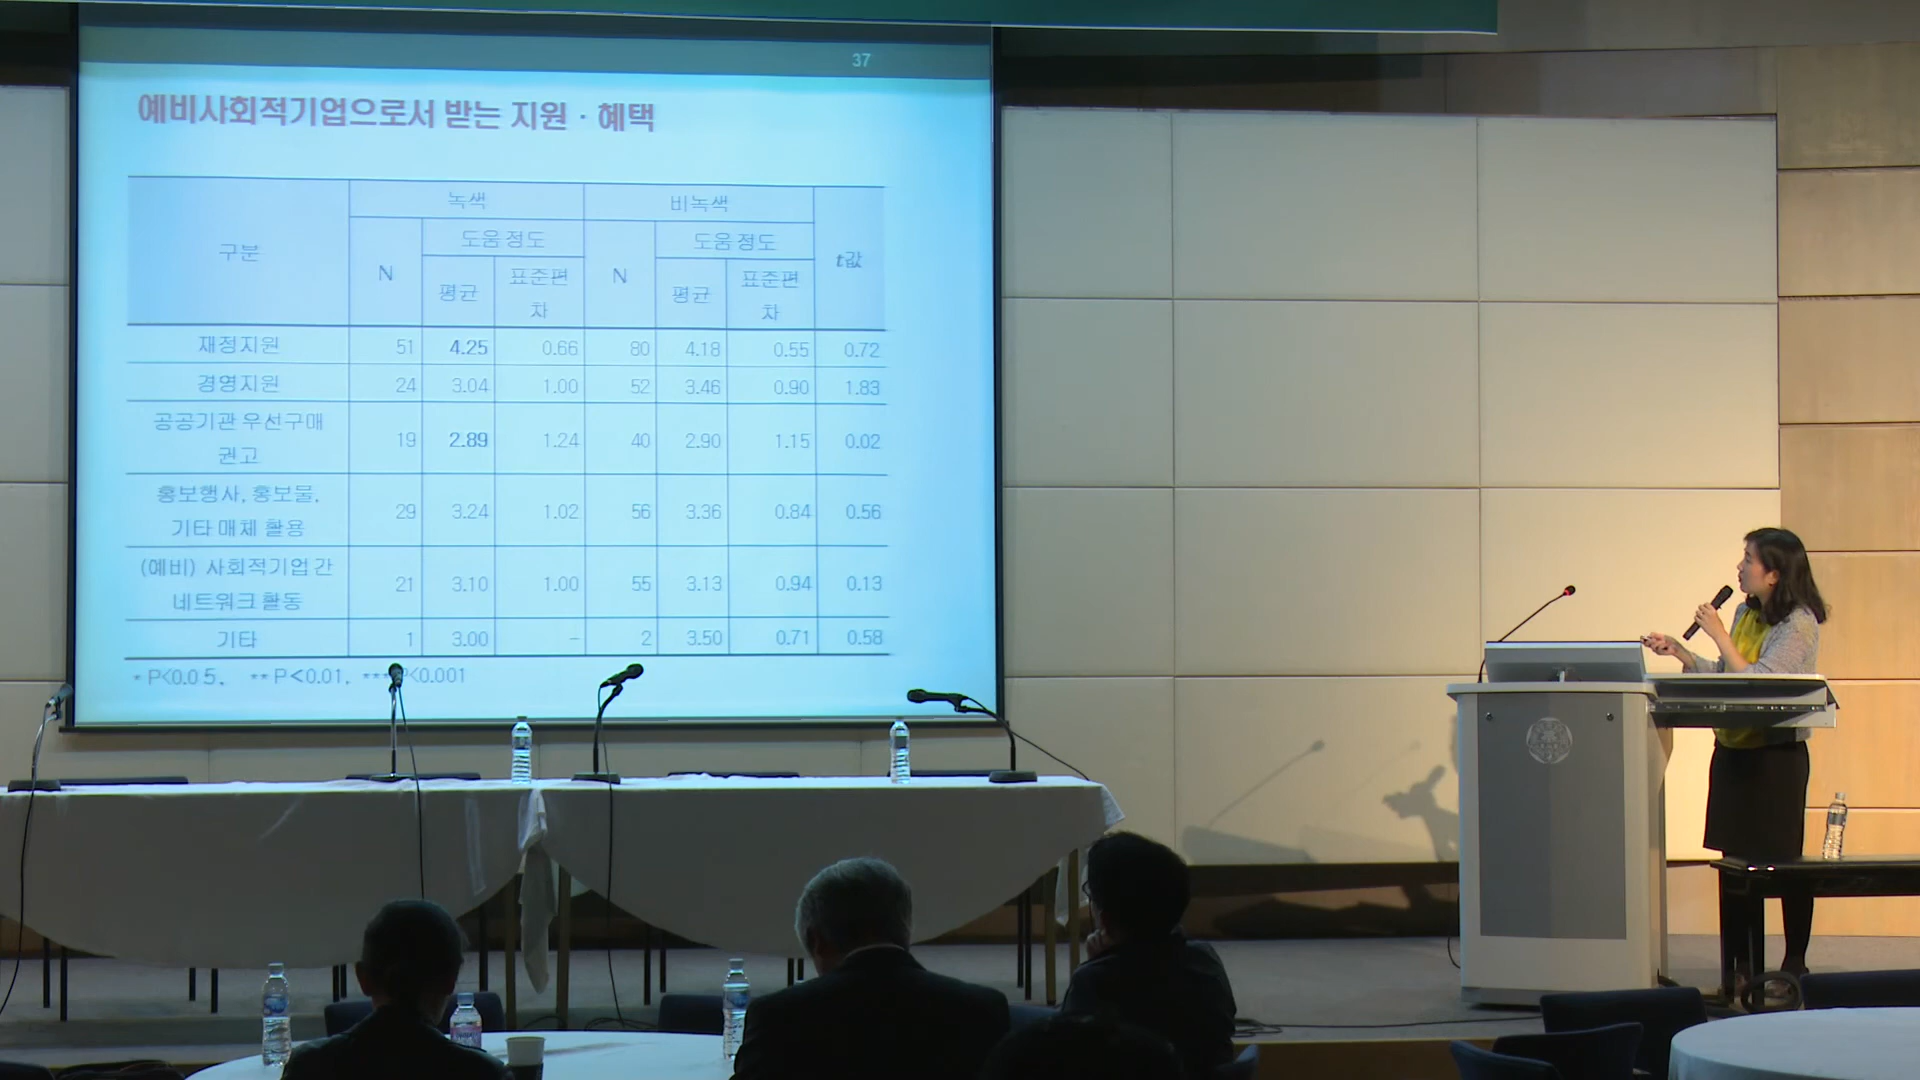 37
예비사회적기업으로서 받는 지원 · 혜택
구분 녹색 비녹색 t값
N 도움 정도 N 도움 정도
평균 표준편차 평균 표준편차
재정지원 51 4.25 0.66 80 4.18 0.55 0.72
경영지원 24 3.04 1.00 52 3.46 0.90 1.83
공공기관 우선구매
권고 19 2.89 1.24 40 2.90 1.15 0.02
홍보행사, 홍보물,
기타 매체 활용 29 3.24 1.02 56 3.36 0.84 0.56
(예비) 사회적기업 간
네트워크 활동 21 3.10 1.00 55 3.13 0.94 0.13
기타 1 3.00 - 2 3.50 0.71 0.58
* P<0.05, ** P<0.01, *** P<0.001